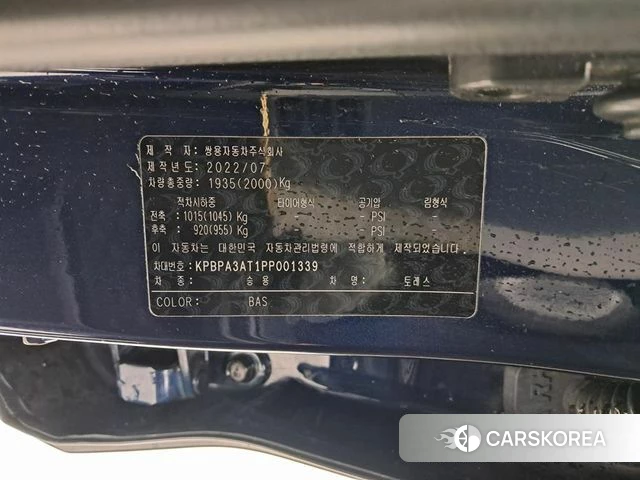 제 작 자: 쌍용자동차주식회사
제작년도: 2022/07
차량총중량: 1935(2000)Kg
적차시하중 타이어형식 공기압 림형식
전축: 1015(1045) Kg - - PSI -
후축: 920(955) Kg - - PSI -
이 자동차는 대한민국 자동차관리법령에 적합하게 제작되었습니다.
차대번호: KPBPA3AT1PP001339
차 종: 승용 차 명: 토레스
COLOR: BAS
CARSKOREA